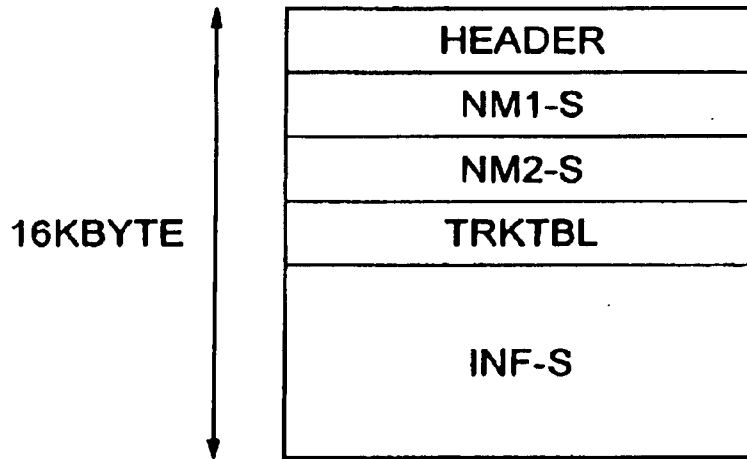 HEADER
NM1-S
NM2-S
16KBYTE
TRKTBL
INF-S